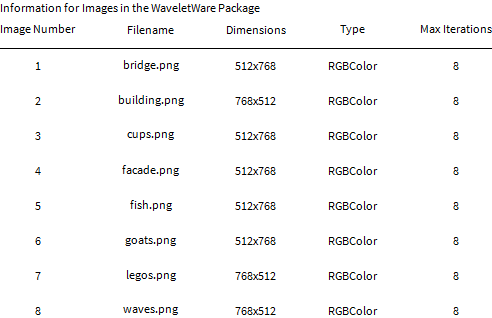 Information for Images in the WaveletWare Package
Image Number Filename Dimensions Type Max Iterations
1 bridge.png 512x768 RGBColor 8
2 building.png 768x512 RGBColor 8
3 cups.png 512x768 RGBColor 8
4 facade.png 512x768 RGBColor 8
5 fish.png 512x768 RGBColor 8
6 goats.png 512x768 RGBColor 8
7 legos.png 768x512 RGBColor 8
8 waves.png 768x512 RGBColor 8